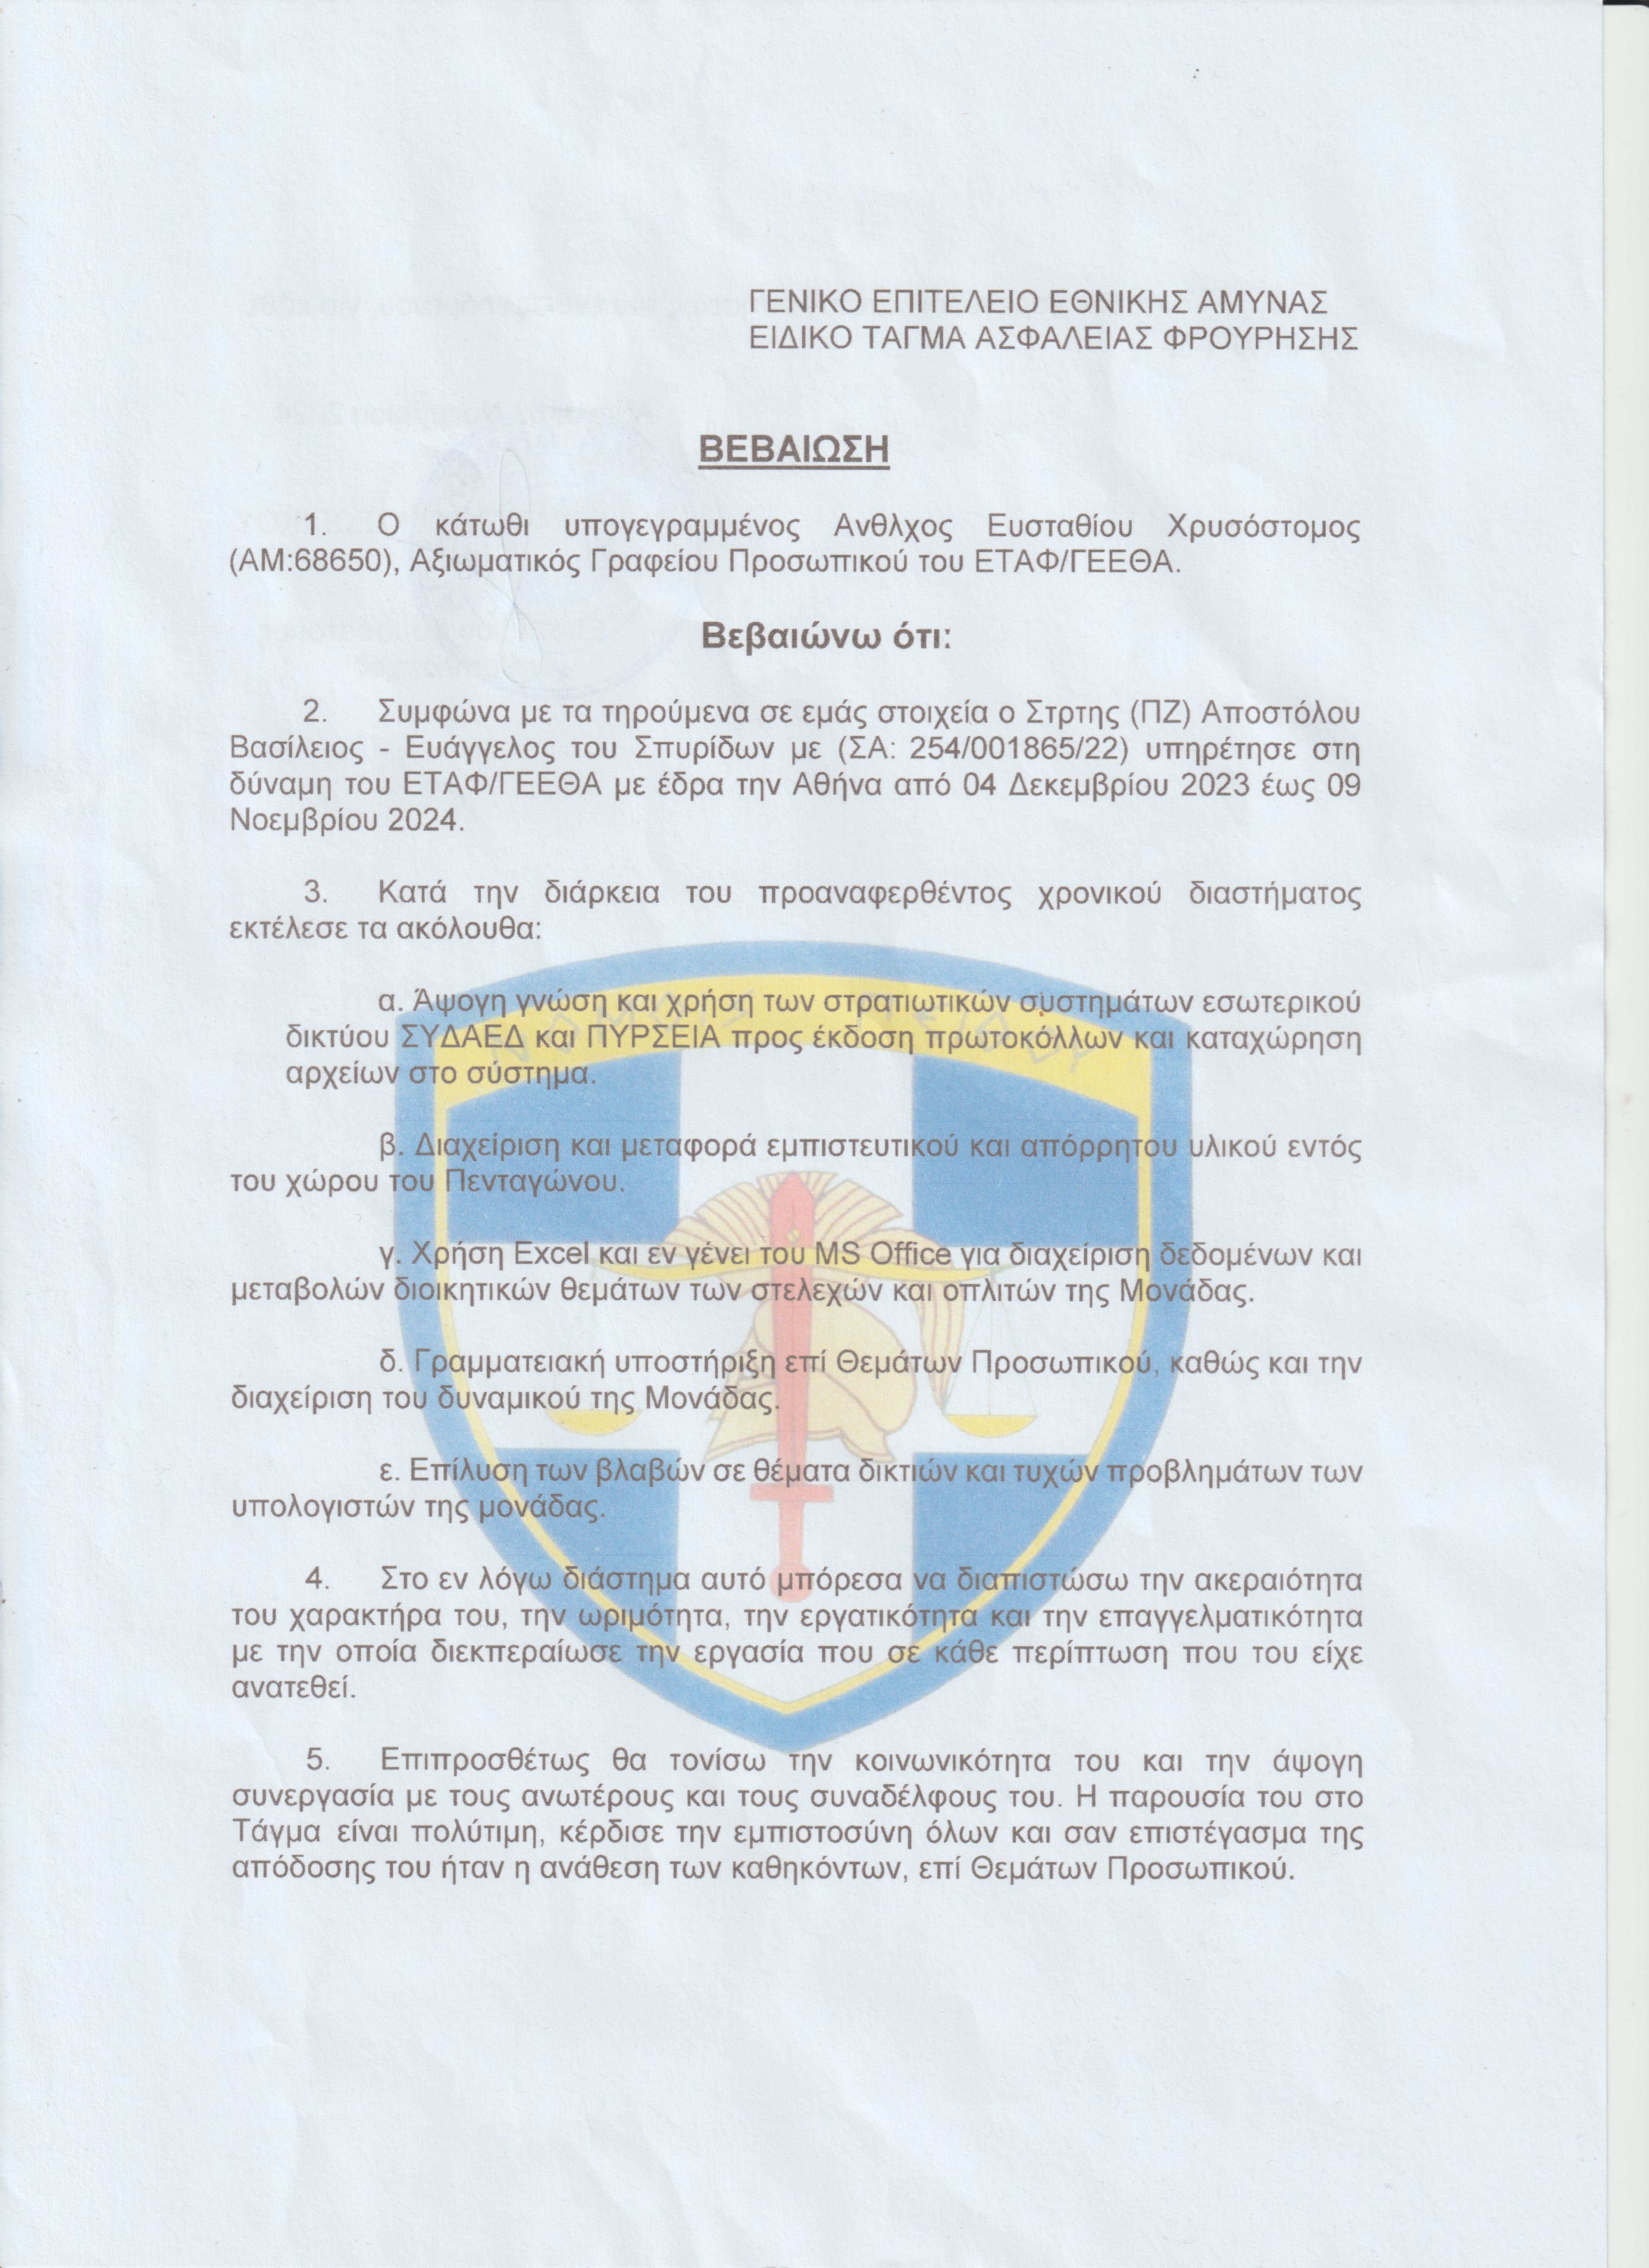 ΓΕΝΙΚΟ ΕΠΙΤΕΛΕΙΟ ΕΘΝΙΚΗΣ ΑΜΥΝΑΣ
ΕΙΔΙΚΟ ΤΑΓΜΑ ΑΣΦΑΛΕΙΑΣ ΦΡΟΥΡΗΣΗΣ
ΒΕΒΑΙΩΣΗ
1. Ο κάτωθι υπογεγραμμένος Ανθλχος Ευσταθίου Χρυσόστομος
(ΑΜ:68650), Αξιωματικός Γραφείου Προσωπικού του ΕΤΑΦ/ΓΕΕΘΑ.
Βεβαιώνω ότι:
2. Συμφώνα με τα τηρούμενα σε εμάς στοιχεία ο Στρτης (ΠΖ) Αποστόλου
Βασίλειος - Ευάγγελος του Σπυρίδων με (ΣΑ: 254/001865/22) υπηρέτησε στη
δύναμη του ΕΤΑΦ/ΓΕΕΘΑ με έδρα την Αθήνα από 04 Δεκεμβρίου 2023 έως 09
Νοεμβρίου 2024.
3. Κατά την διάρκεια του προαναφερθέντος χρονικού διαστήματος
εκτέλεσε τα ακόλουθα:
α. Άψογη γνώση και χρήση των στρατιωτικών συστημάτων εσωτερικού
δικτύου ΣΥΔΑΕΔ και ΠΥΡΣΕΙΑ προς έκδοση πρωτοκόλλων και καταχώρηση
αρχείων στο σύστημα.
β. Διαχείριση και μεταφορά εμπιστευτικού και απόρρητου υλικού εντός
του χώρου του Πενταγώνου.
γ. Χρήση Excel και εν γένει του MS Office για διαχείριση δεδομένων και
μεταβολών διοικητικών θεμάτων των στελεχών και οπλιτών της Μονάδας.
δ. Γραμματειακή υποστήριξη επί Θεμάτων Προσωπικού, καθώς και την
διαχείριση του δυναμικού της Μονάδας.
ε. Επίλυση των βλαβών σε θέματα δικτιών και τυχών προβλημάτων των
υπολογιστών της μονάδας.
4. Στο εν λόγω διάστημα αυτό μπόρεσα να διαπιστώσω την ακεραιότητα
του χαρακτήρα του, την ωριμότητα, την εργατικότητα και την επαγγελματικότητα
με την οποία διεκπεραίωσε την εργασία που σε κάθε περίπτωση που του είχε
ανατεθεί.
5. Επιπροσθέτως θα τονίσω την κοινωνικότητα του και την άψογη
συνεργασία με τους ανωτέρους και τους συναδέλφους του. Η παρουσία του στο
Τάγμα είναι πολύτιμη, κέρδισε την εμπιστοσύνη όλων και σαν επιστέγασμα της
απόδοσης του ήταν η ανάθεση των καθηκόντων, επί Θεμάτων Προσωπικού.